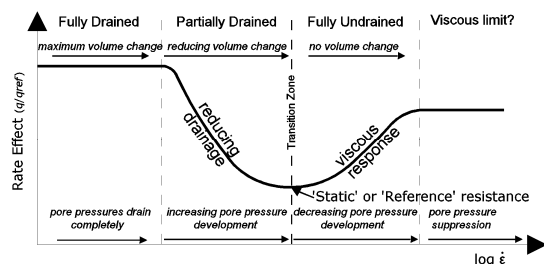 Fully Drained
Partially Drained
Fully Undrained
Viscous limit?
maximum volume change
reducing volume change
no volume change
Rate Effect (q/qref)
reducing
drainage
Transition Zone
viscous
response
'Static' or 'Reference' resistance
pore pressures drain
completely
increasing pore pressure
development
decreasing pore pressure
development
pore pressure
suppression
log ε̇